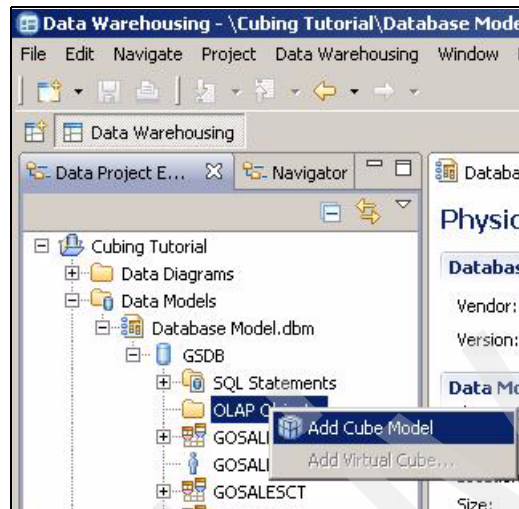 Data Warehousing - \Cubing Tutorial\Database Mode
File Edit Navigate Project Data Warehousing Window
Data Warehousing
Data Project E... Navigator
Databa
Physic
Cubing Tutorial
Data Diagrams
Databas
Data Models
Vendor:
Database Model.dbm
Version:
GSDB
SQL Statements
Data Mo
OLAP
Add Cube Model
GOSALE
Add Virtual Cube...
GOSALE
GOSALESCT
Size: